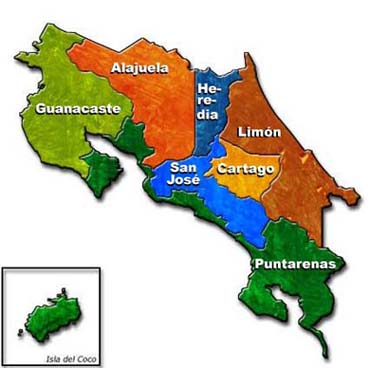 Alajuela
Guanacaste
He-
re-
dia
Limón
San
José
Cartago
Puntarenas
Isla del Coco